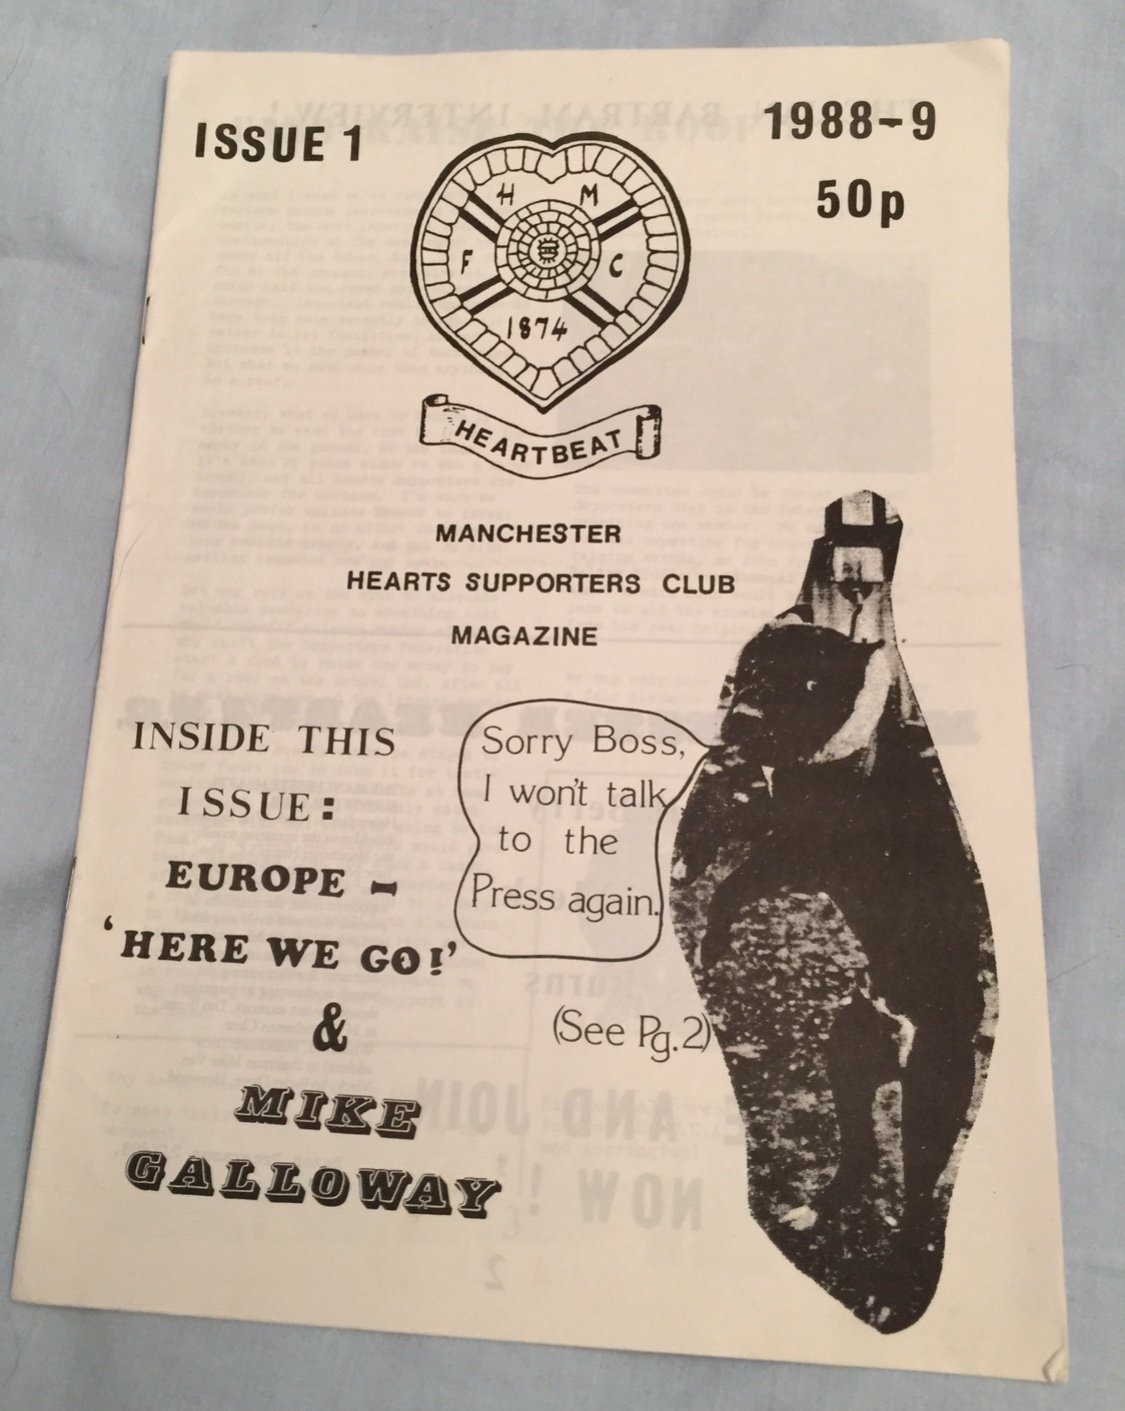 ISSUE 1
1988-9
50p
H M
F C
1874
HEARTBEAT
MANCHESTER
HEARTS SUPPORTERS CLUB
MAGAZINE
INSIDE THIS
ISSUE:
EUROPE -
'HERE WE GO!'
&
MIKE
GALLOWAY
Sorry Boss,
I won't talk
to the
Press again.
(See Pg.2)